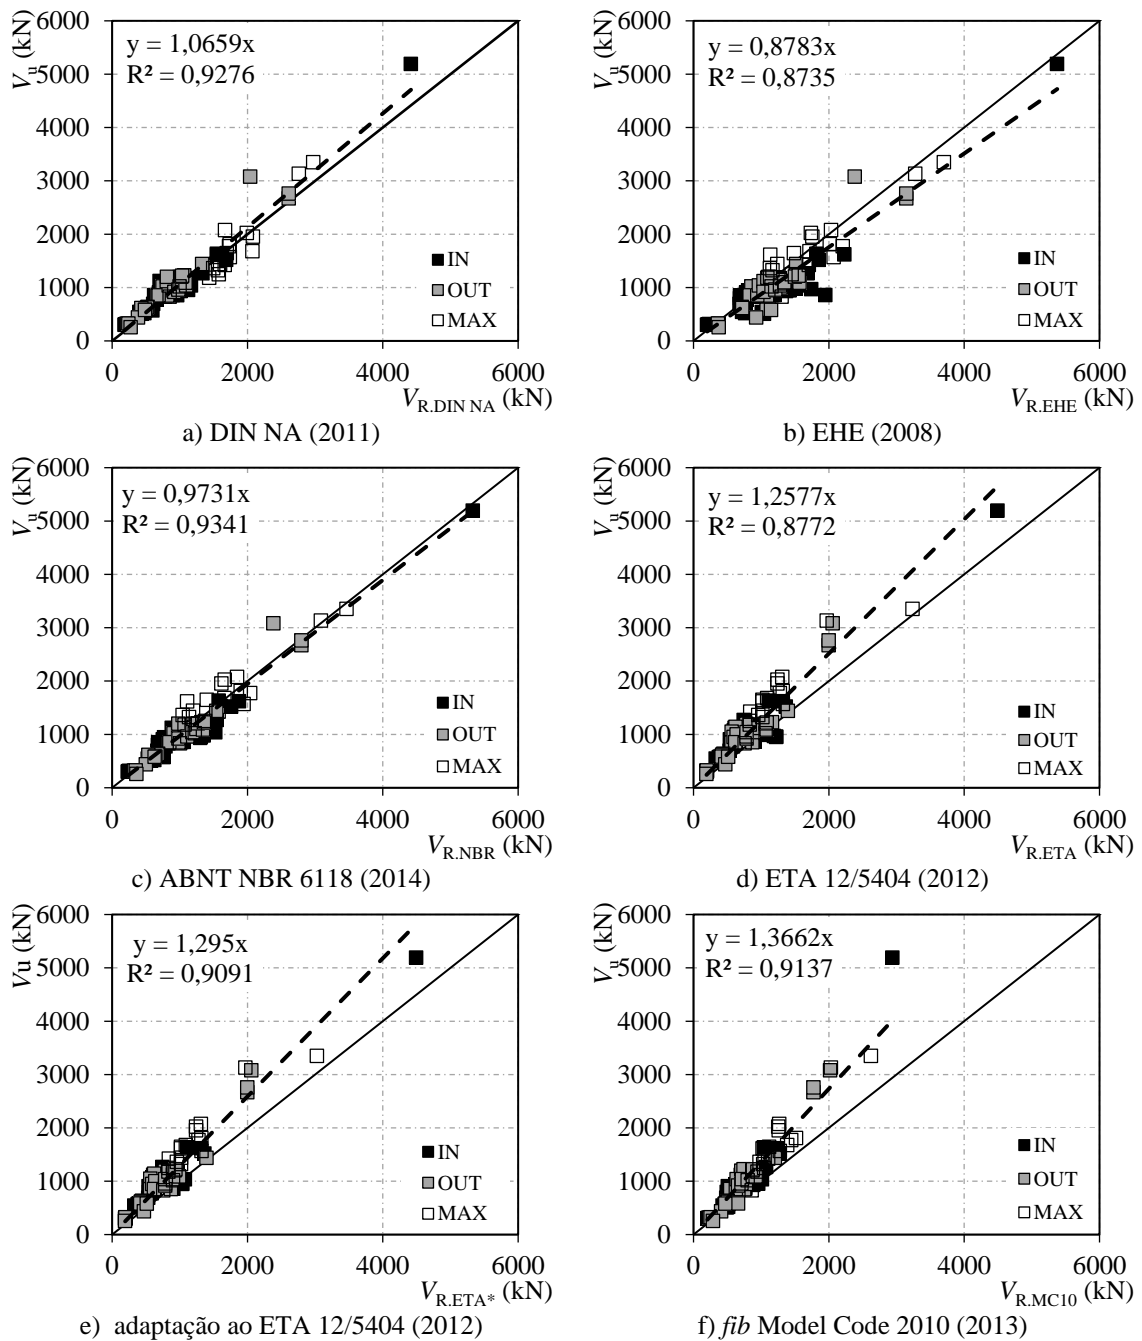 y = 1,0659x
R² = 0,9276
Vu (kN)
6000
5000
4000
3000
2000
1000
0
IN
OUT
MAX
0 2000 4000 6000
VR.DIN NA (kN)
a) DIN NA (2011)
y = 0,8783x
R² = 0,8735
Vu (kN)
6000
5000
4000
3000
2000
1000
0
IN
OUT
MAX
0 2000 4000 6000
VR.EHE (kN)
b) EHE (2008)
y = 0,9731x
R² = 0,9341
Vu (kN)
6000
5000
4000
3000
2000
1000
0
IN
OUT
MAX
0 2000 4000 6000
VR.NBR (kN)
c) ABNT NBR 6118 (2014)
y = 1,2577x
R² = 0,8772
Vu (kN)
6000
5000
4000
3000
2000
1000
0
IN
OUT
MAX
0 2000 4000 6000
VR.ETA (kN)
d) ETA 12/5404 (2012)
y = 1,295x
R² = 0,9091
Vu (kN)
6000
5000
4000
3000
2000
1000
0
IN
OUT
MAX
0 2000 4000 6000
VR.ETA* (kN)
e) adaptação ao ETA 12/5404 (2012)
y = 1,3662x
R² = 0,9137
Vu (kN)
6000
5000
4000
3000
2000
1000
0
IN
OUT
MAX
0 2000 4000 6000
VR.MC10 (kN)
f) fib Model Code 2010 (2013)